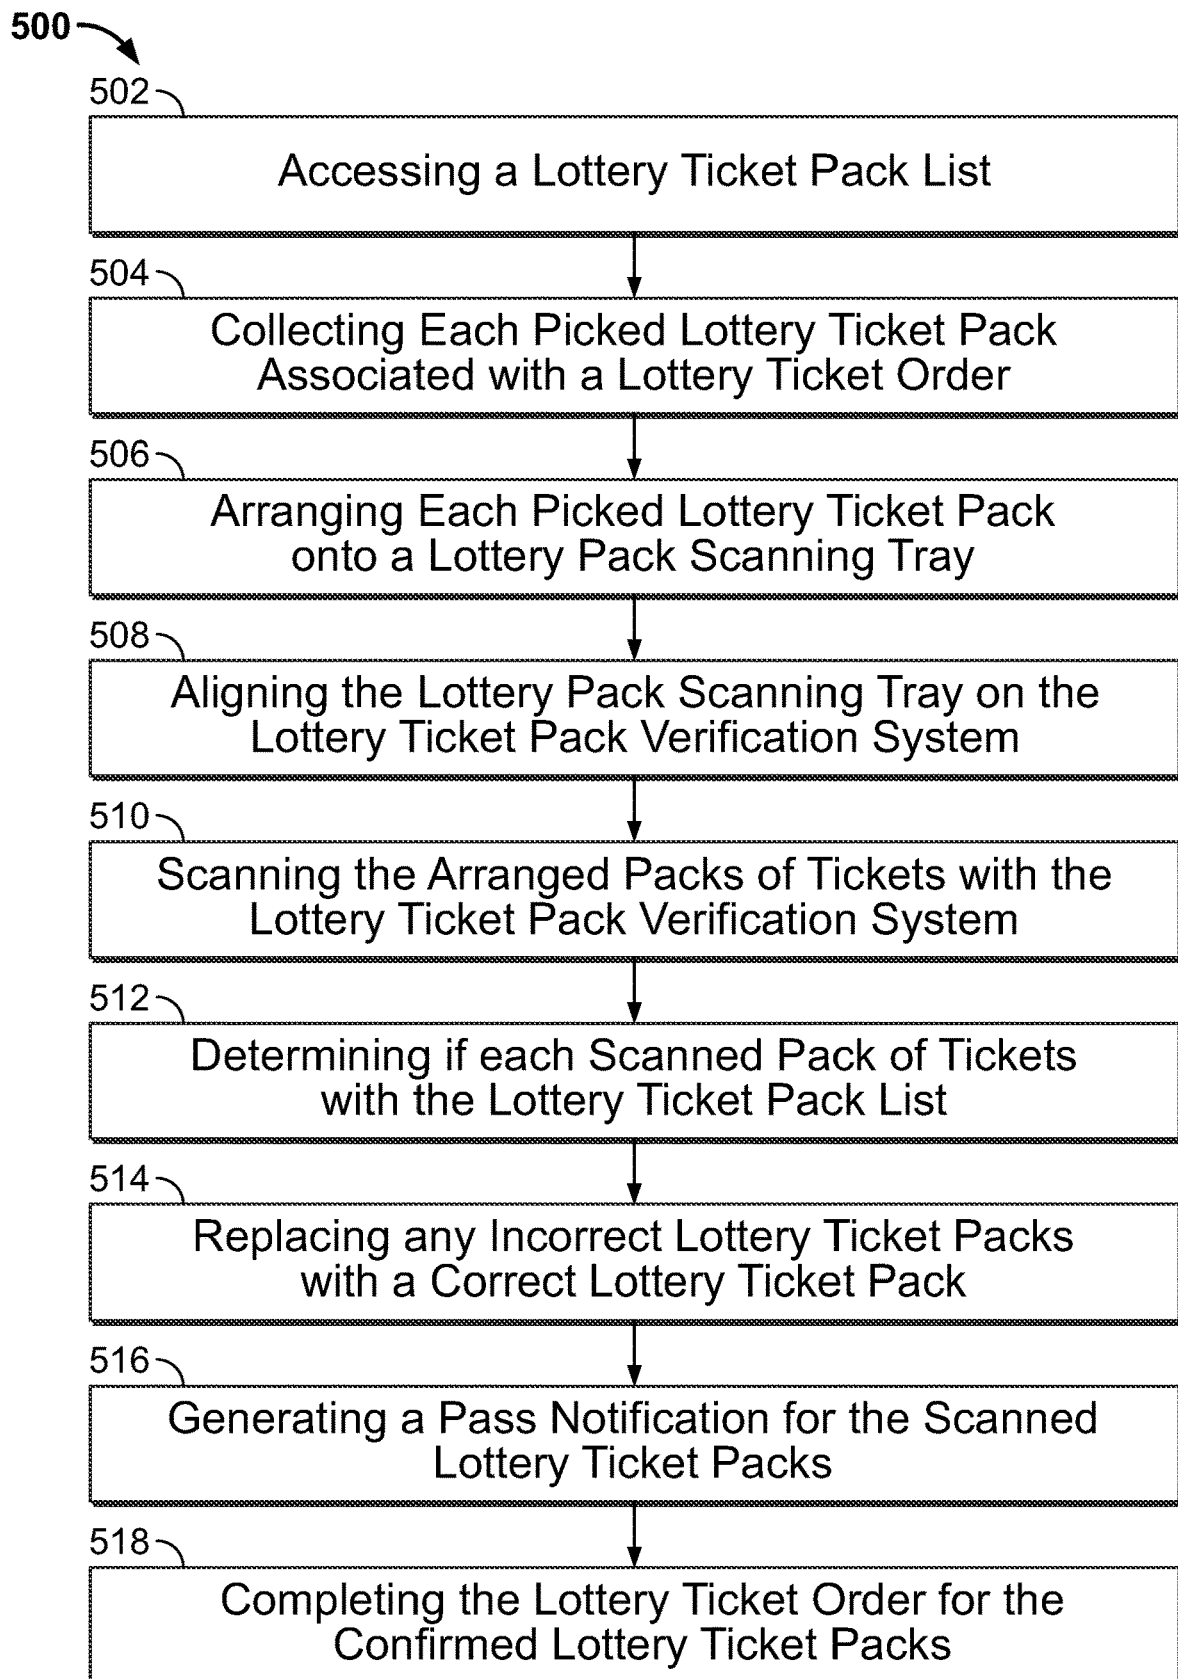 500
502
Accessing a Lottery Ticket Pack List
504
Collecting Each Picked Lottery Ticket Pack
Associated with a Lottery Ticket Order
506
Arranging Each Picked Lottery Ticket Pack
onto a Lottery Pack Scanning Tray
508
Aligning the Lottery Pack Scanning Tray on the
Lottery Ticket Pack Verification System
510
Scanning the Arranged Packs of Tickets with the
Lottery Ticket Pack Verification System
512
Determining if each Scanned Pack of Tickets
with the Lottery Ticket Pack List
514
Replacing any Incorrect Lottery Ticket Packs
with a Correct Lottery Ticket Pack
516
Generating a Pass Notification for the Scanned
Lottery Ticket Packs
518
Completing the Lottery Ticket Order for the
Confirmed Lottery Ticket Packs